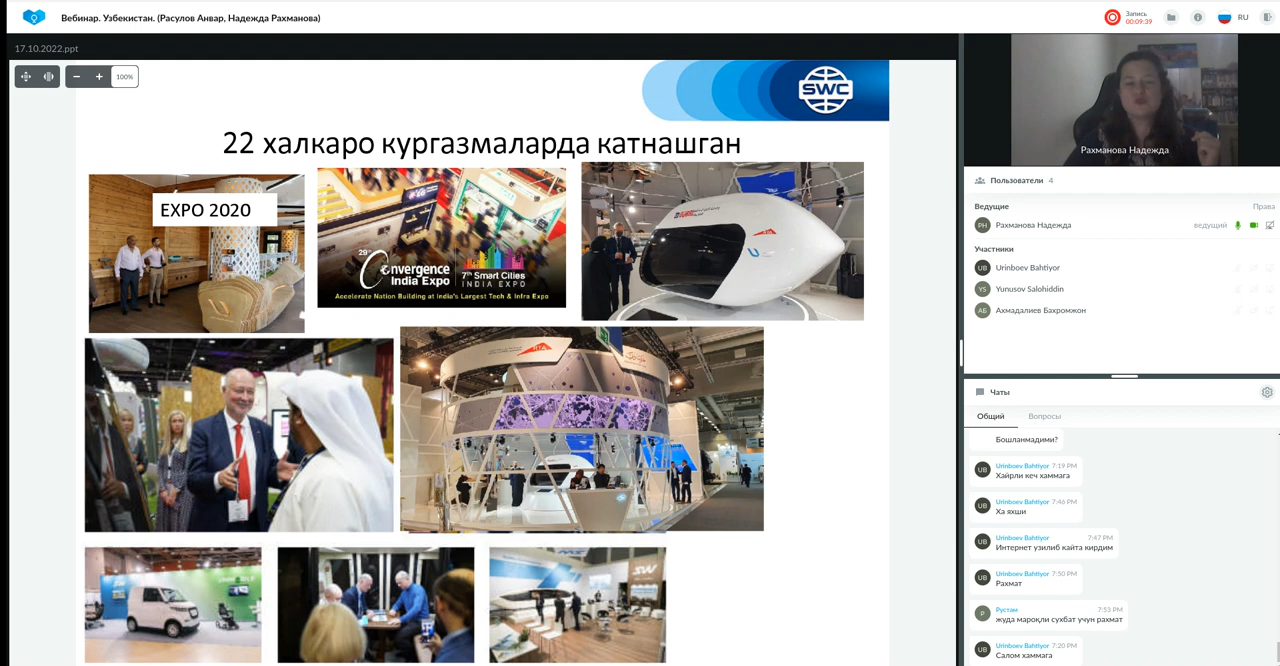 Вебинар. Узбекистан. (Расулов Анвар, Надежда Рахманова)
Запись
00:09:39
RU
17.10.2022.ppt
100%
SWC
22 халкаро кургазмаларда катнашган
EXPO 2020
29th Convergence
India Expo
7th Smart Cities
INDIA EXPO
Accelerate Nation Building at India's Largest Tech & Infra Expo
RTA
SW
Рахманова Надежда
Пользователи 4
Ведущие
Права
РН
Рахманова Надежда
ведущий
Участники
UB
Urinboev Bahtiyor
YS
Yunusov Salohiddin
АБ
Ахмадалиев Бахромжон
Чаты
Общий
Вопросы
Бошланмадими?
UB
Urinboev Bahtiyor 7:19 PM
Хайрли кеч хаммага
UB
Urinboev Bahtiyor 7:46 PM
Ха яхши
UB
Urinboev Bahtiyor 7:47 PM
Интернет узилиб кайта кирдим
UB
Urinboev Bahtiyor 7:50 PM
Рахмат
Р
Рустам 7:53 PM
жуда мароқли сухбат учун рахмат
UB
Urinboev Bahtiyor 7:20 PM
Салом хаммага